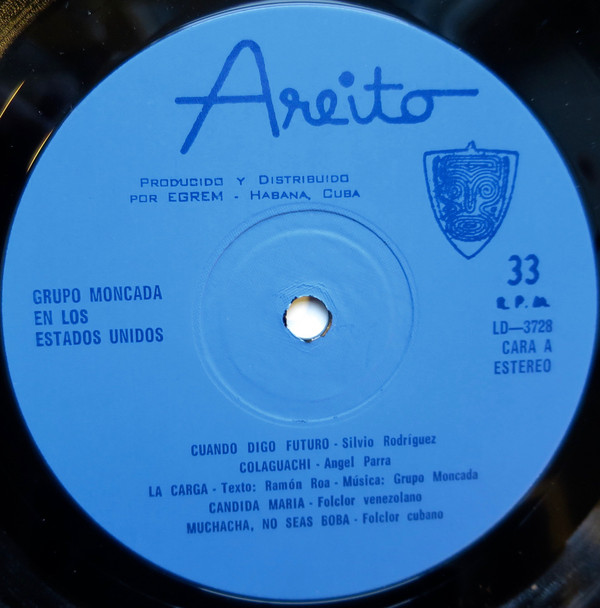 Areito
PRODUCIDO Y DISTRIBUIDO
POR EGREM - HABANA, CUBA
GRUPO MONCADA
EN LOS
ESTADOS UNIDOS
33
R.P.M.
LD—3728
CARA A
ESTEREO
CUANDO DIGO FUTURO - Silvio Rodríguez
COLAGUACHI - Angel Parra
LA CARGA - Texto: Ramón Roa - Música: Grupo Moncada
CANDIDA MARIA - Folclor venezolano
MUCHACHA, NO SEAS BOBA - Folclor cubano